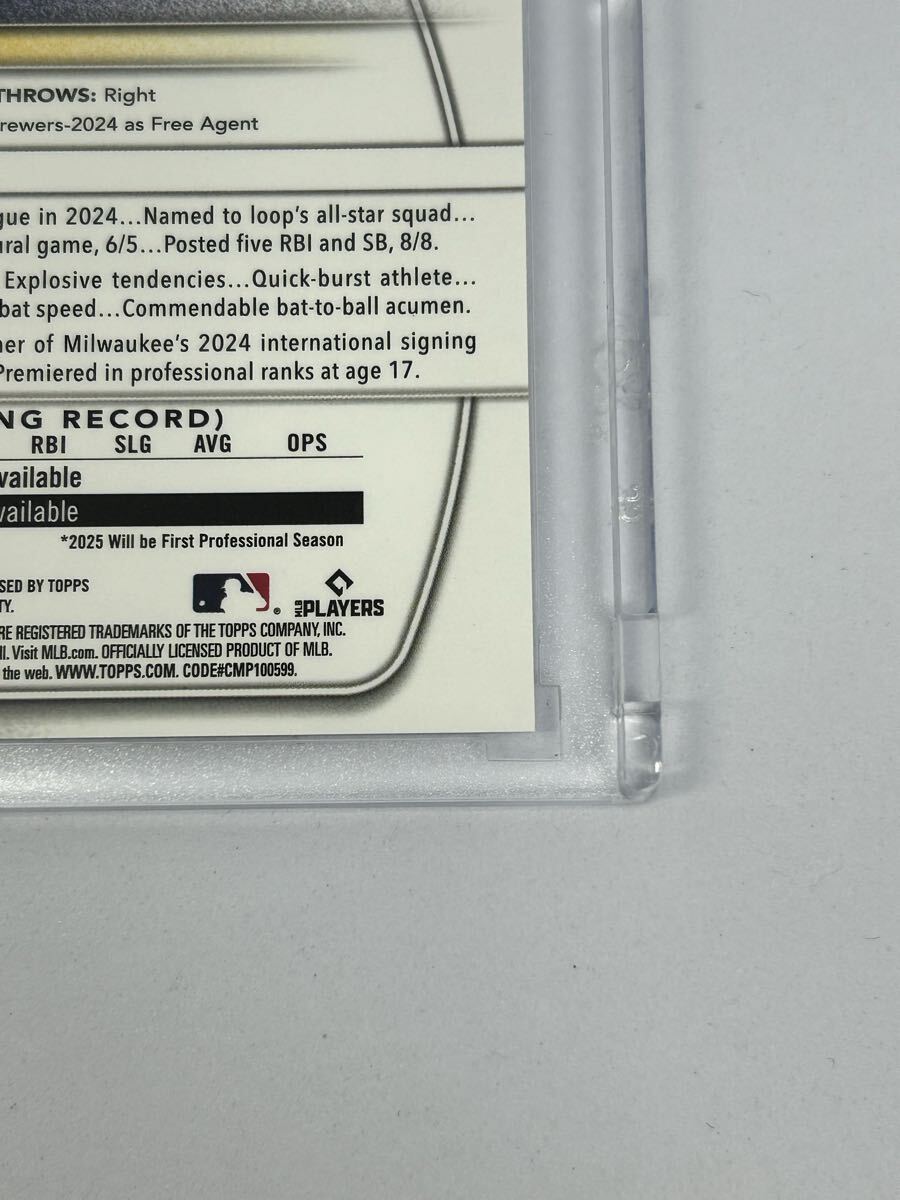 THROWS: Right
rewers-2024 as Free Agent
gue in 2024...Named to loop's all-star squad...
ural game, 6/5...Posted five RBI and SB, 8/8.
Explosive tendencies...Quick-burst athlete...
bat speed...Commendable bat-to-ball acumen.
ner of Milwaukee's 2024 international signing
Premiered in professional ranks at age 17.
NG RECORD)
RBI SLG AVG OPS
vailable
vailable
*2025 Will be First Professional Season
SED BY TOPPS
TY.
MLB PLAYERS
RE REGISTERED TRADEMARKS OF THE TOPPS COMPANY, INC.
ll. Visit MLB.com. OFFICIALLY LICENSED PRODUCT OF MLB.
the web. WWW.TOPPS.COM. CODE#CMP100599.